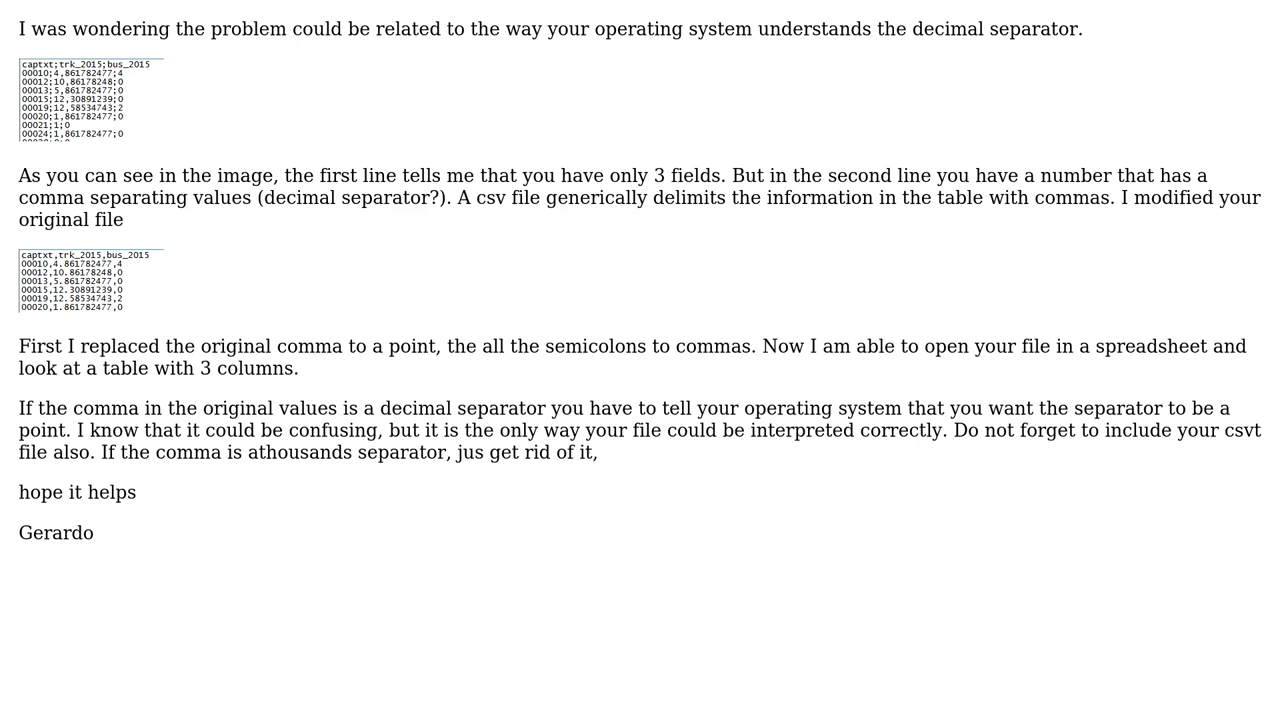 I was wondering the problem could be related to the way your operating system understands the decimal separator.
captxt;trk_2015;bus_2015
00010;4,861782477;4
00012;10,86178248;0
00013;5,861782477;0
00015;12,30891239;0
00019;12,58534743;2
00020;1,861782477;0
00021;1;0
00024;1,861782477;0
As you can see in the image, the first line tells me that you have only 3 fields. But in the second line you have a number that has a
comma separating values (decimal separator?). A csv file generically delimits the information in the table with commas. I modified your
original file
captxt,trk_2015,bus_2015
00010,4.861782477,4
00012,10.86178248,0
00013,5.861782477,0
00015,12.30891239,0
00019,12.58534743,2
00020,1.861782477,0
First I replaced the original comma to a point, the all the semicolons to commas. Now I am able to open your file in a spreadsheet and
look at a table with 3 columns.
If the comma in the original values is a decimal separator you have to tell your operating system that you want the separator to be a
point. I know that it could be confusing, but it is the only way your file could be interpreted correctly. Do not forget to include your csvt
file also. If the comma is athousands separator, jus get rid of it,
hope it helps
Gerardo